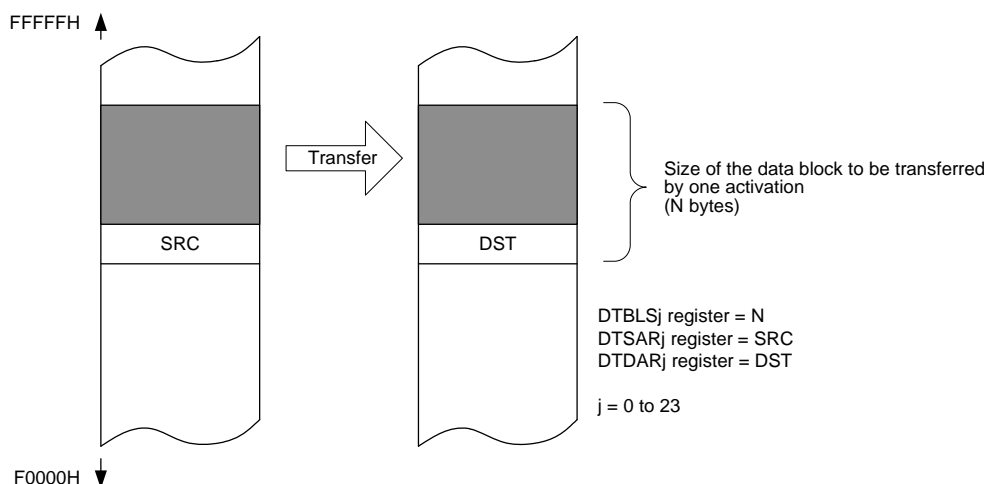 FFFFFH
Transfer
Size of the data block to be transferred
by one activation
(N bytes)
SRC
DST
DTBLSj register = N
DTSARj register = SRC
DTDARj register = DST
j = 0 to 23
F0000H